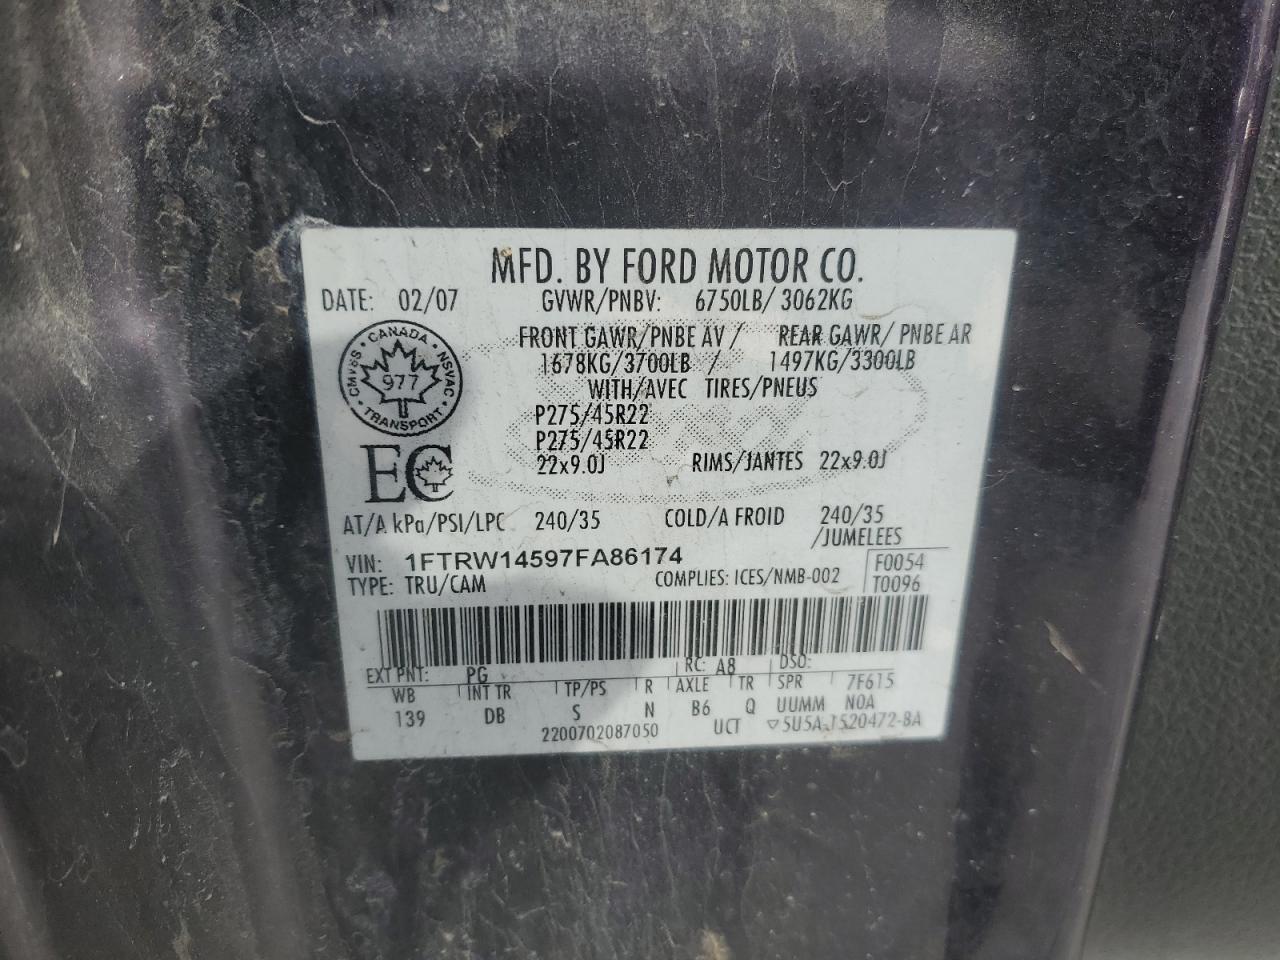 MFD. BY FORD MOTOR CO.
DATE: 02/07 GVWR/PNBV: 6750LB/ 3062KG
FRONT GAWR/PNBE AV / REAR GAWR/ PNBE AR
1678KG/3700LB / 1497KG/3300LB
WITH/AVEC TIRES/PNEUS
CANADA
CMVSS NSVAC
977
TRANSPORT
P275/45R22
P275/45R22
22x9.0J RIMS/JANTES 22x9.0J
EC
AT/A kPa/PSI/LPC 240/35 COLD/A FROID 240/35
/JUMELEES
VIN: 1FTRW14597FA86174 F0054
TYPE: TRU/CAM COMPLIES: ICES/NMB-002 T0096
EXT PNT: PG RC: A8 DSO:
WB INT TR TP/PS R AXLE TR SPR 7F615
139 DB S N B6 Q UUMM NOA
2200702087050 UCT ▽5U5A-1520472-BA